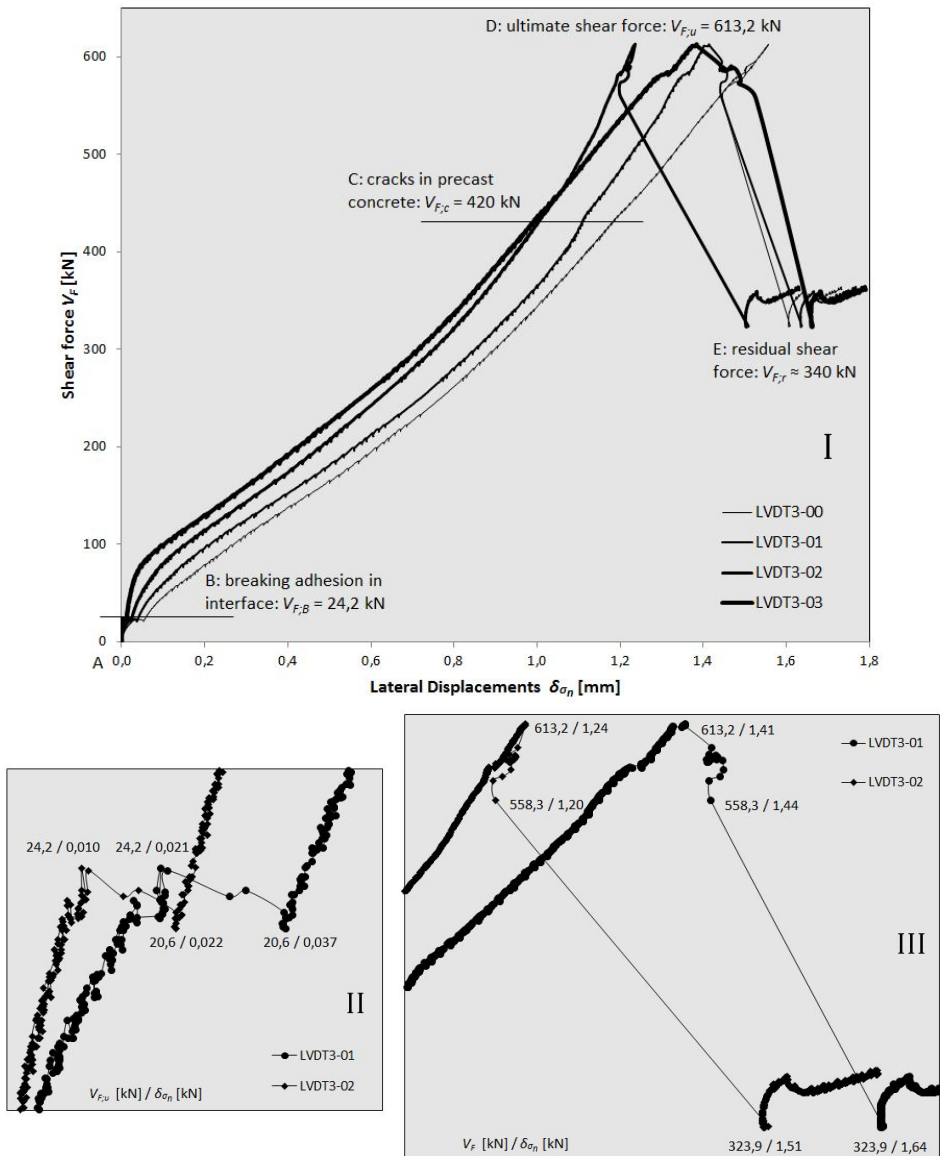 D: ultimate shear force: V_F;u = 613,2 kN
600
500
C: cracks in precast
concrete: V_F;c = 420 kN
400
Shear force V_F [kN]
300
E: residual shear
force: V_F;r ≈ 340 kN
200
I
LVDT3-00
100
LVDT3-01
B: breaking adhesion in
interface: V_F;B = 24,2 kN
LVDT3-02
LVDT3-03
0
A
0,0 0,2 0,4 0,6 0,8 1,0 1,2 1,4 1,6 1,8
Lateral Displacements δσn [mm]
24,2 / 0,010 24,2 / 0,021
20,6 / 0,022 20,6 / 0,037
II
LVDT3-01
LVDT3-02
V_F;u [kN] / δσn [kN]
613,2 / 1,24 613,2 / 1,41
LVDT3-01
LVDT3-02
558,3 / 1,20 558,3 / 1,44
III
V_F [kN] / δσn [kN]
323,9 / 1,51 323,9 / 1,64